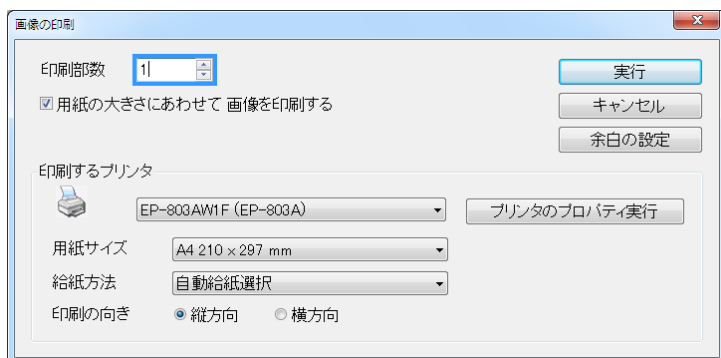 画像の印刷
印刷部数 1
実行
用紙の大きさにあわせて 画像を印刷する
キャンセル
余白の設定
印刷するプリンタ
EP-803AW1F (EP-803A)
プリンタのプロパティ実行
用紙サイズ A4 210 × 297 mm
給紙方法 自動給紙選択
印刷の向き 縦方向 横方向